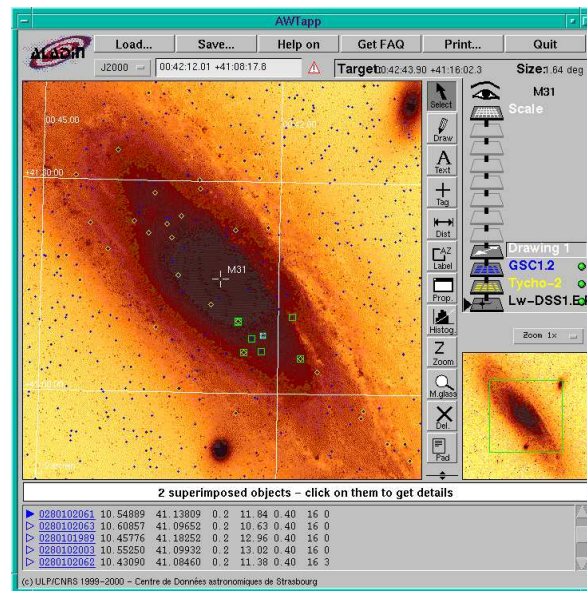 AWTapp
ALADIN Load... Save... Help on Get FAQ Print... Quit
J2000 00:42:12.01 +41:08:17.8 Target: 00:42:43.90 +41:16:02.3 Size: 1.64 deg
M31
Scale
Drawing 1
GSC1.2
Tycho-2
Lw-DSS1.E
Zoom 1x
Select
Draw
Text
Tag
Dist
Label
Prop.
Histog.
Zoom
M.glass
Del.
Pad
00:45:00
00:42:00
+41:30:00
M31
2 superimposed objects – click on them to get details
0280102061 10.54889 41.13809 0.2 11.84 0.40 16 0
0280102063 10.60857 41.09652 0.2 10.63 0.40 16 0
0280101989 10.45776 41.18252 0.2 12.96 0.40 16 0
0280102003 10.55250 41.09932 0.2 13.02 0.40 16 0
0280102062 10.43090 41.08460 0.2 11.38 0.40 16 3
(c) ULP/CNRS 1999-2000 – Centre de Données astronomiques de Strasbourg